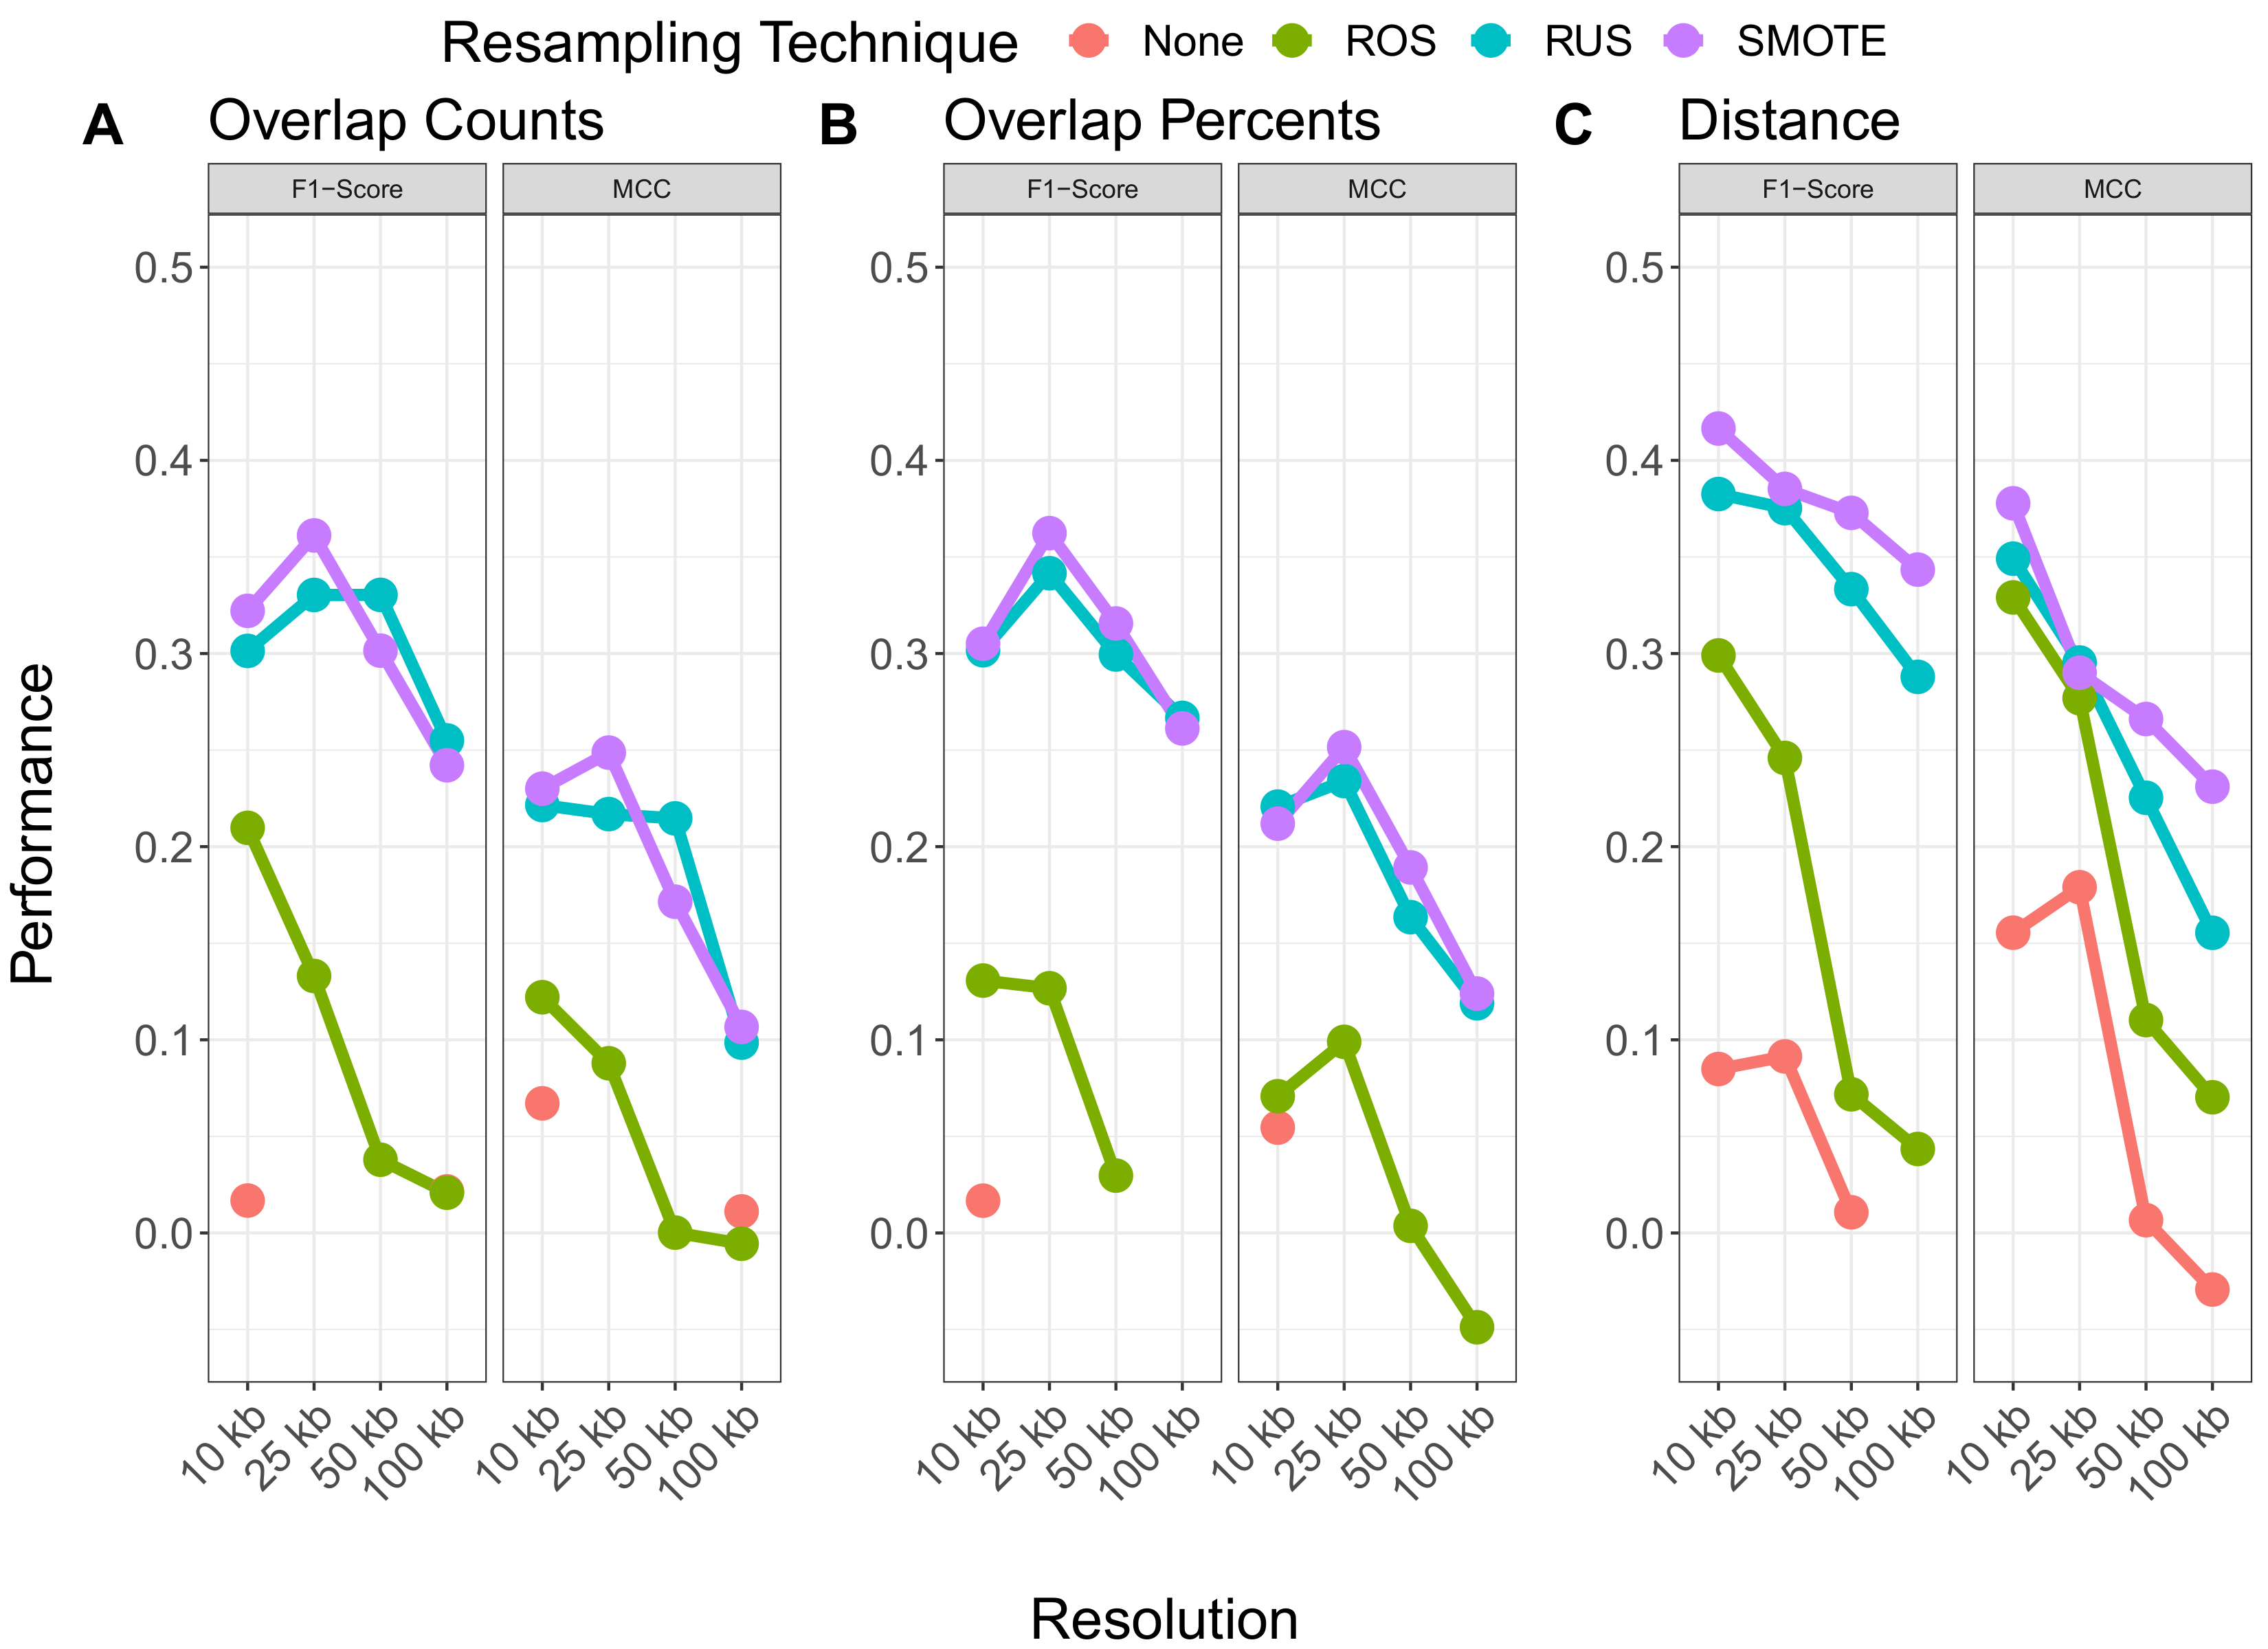 Resampling Technique None ROS RUS SMOTE
A Overlap Counts B Overlap Percents C Distance
F1−Score MCC F1−Score MCC F1−Score MCC
0.5 0.5 0.5
0.4 0.4 0.4
0.3 0.3 0.3
0.2 0.2 0.2
0.1 0.1 0.1
0.0 0.0 0.0
Performance
10 kb 25 kb 50 kb 100 kb 10 kb 25 kb 50 kb 100 kb 10 kb 25 kb 50 kb 100 kb 10 kb 25 kb 50 kb 100 kb 10 kb 25 kb 50 kb 100 kb 10 kb 25 kb 50 kb 100 kb
Resolution